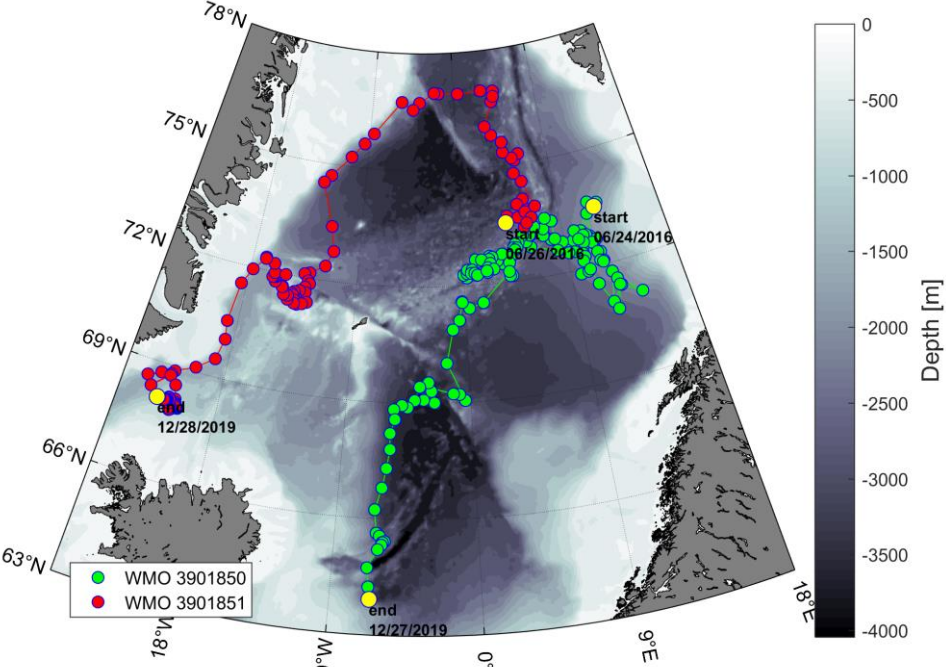 78°N
75°N
72°N
69°N
66°N
63°N
start
06/24/2016
start
06/26/2016
end
12/28/2019
end
12/27/2019
WMO 3901850
WMO 3901851
18°W
0°
9°E
18°E
0
-500
-1000
-1500
-2000
-2500
-3000
-3500
-4000
Depth [m]